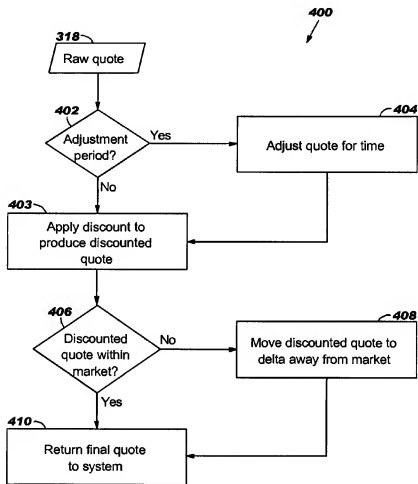 400
318
Raw quote
402
Adjustment
period?
Yes
No
404
Adjust quote for time
403
Apply discount to
produce discounted
quote
406
Discounted
quote within
market?
No
Yes
408
Move discounted quote to
delta away from market
410
Return final quote
to system